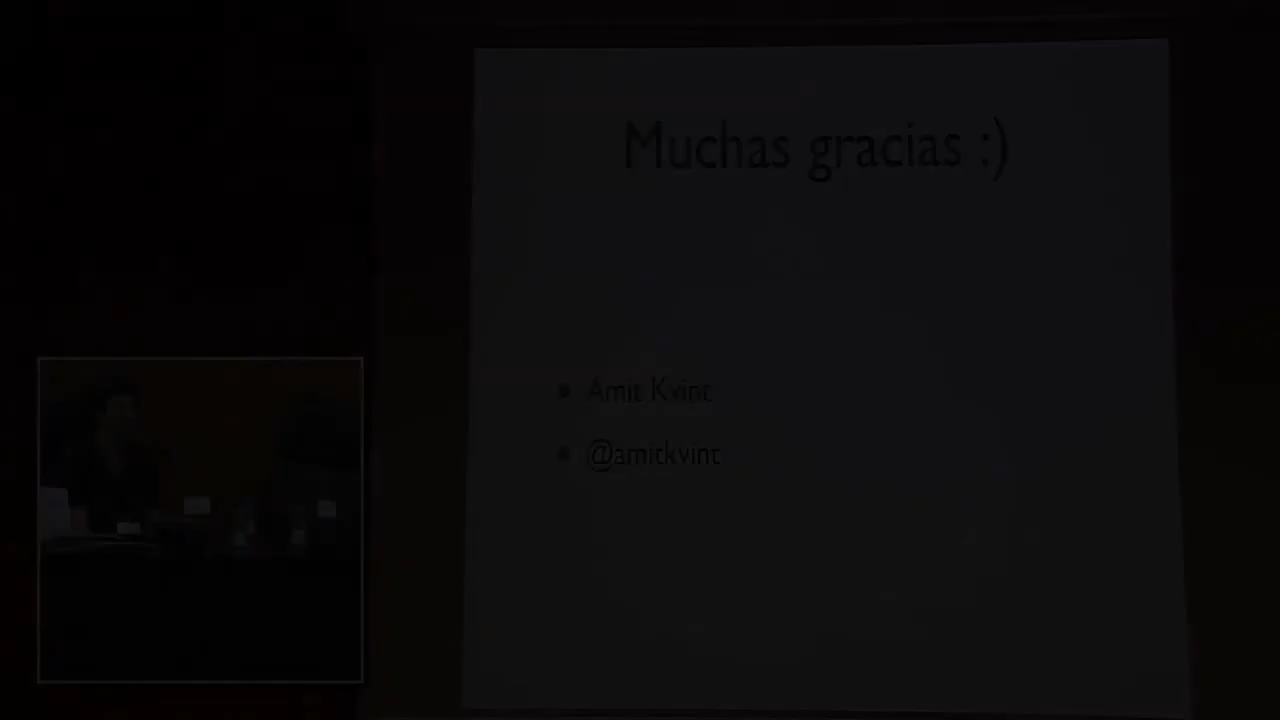 Muchas gracias :)
• Amit Kvint
• @amitkvint